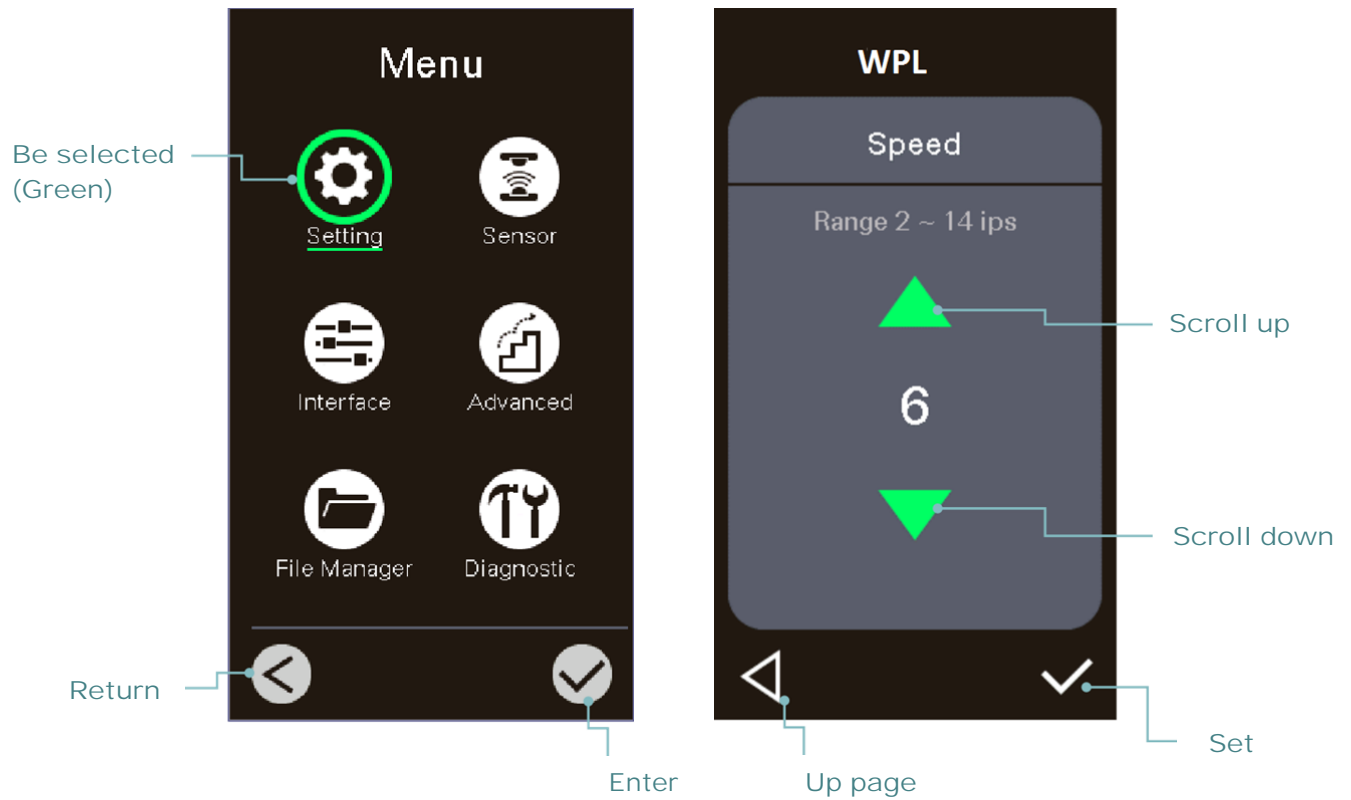 Menu
Be selected
(Green)
Setting
Sensor
Interface
Advanced
File Manager
Diagnostic
Return
Enter
WPL
Speed
Range 2 ~ 14 ips
Scroll up
6
Scroll down
Up page
Set